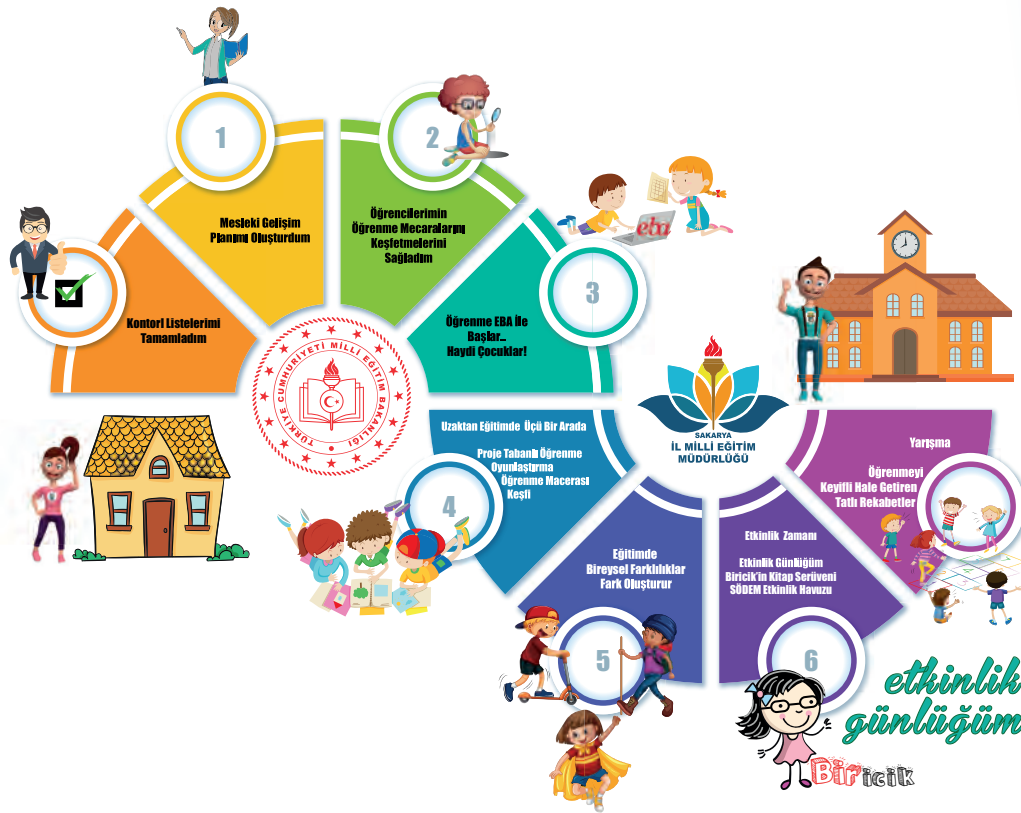 1
Mesleki Gelişim
Planımı Oluşturdum
2
Öğrencilerimin
Öğrenme Mecaralarını
Keşfetmelerini
Sağladım
Kontorl Listelerimi
Tamamladım
3
Öğrenme EBA İle
Başlar...
Haydi Çocuklar!
eba
TÜRKİYE CUMHURİYETİ MİLLİ EĞİTİM BAKANLIĞI
SAKARYA
İL MİLLİ EĞİTİM
MÜDÜRLÜĞÜ
4
Uzaktan Eğitimde Üçü Bir Arada
Proje Tabanlı Öğrenme
Oyunlaştırma
Öğrenme Macerası
Keşfi
5
Eğitimde
Bireysel Farklılıklar
Fark Oluşturur
6
Etkinlik Zamanı
Etkinlik Günlüğüm
Biricik'in Kitap Serüveni
SÖDEM Etkinlik Havuzu
Yarışma
Öğrenmeyi
Keyifli Hale Getiren
Tatlı Rekabetler
etkinlik
günlüğüm
Biricik